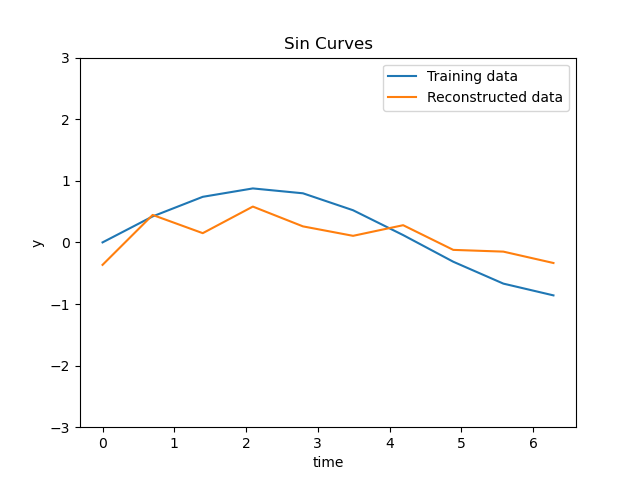 Sin Curves
Training data
Reconstructed data
3
2
1
0
−1
−2
−3
y
0 1 2 3 4 5 6
time